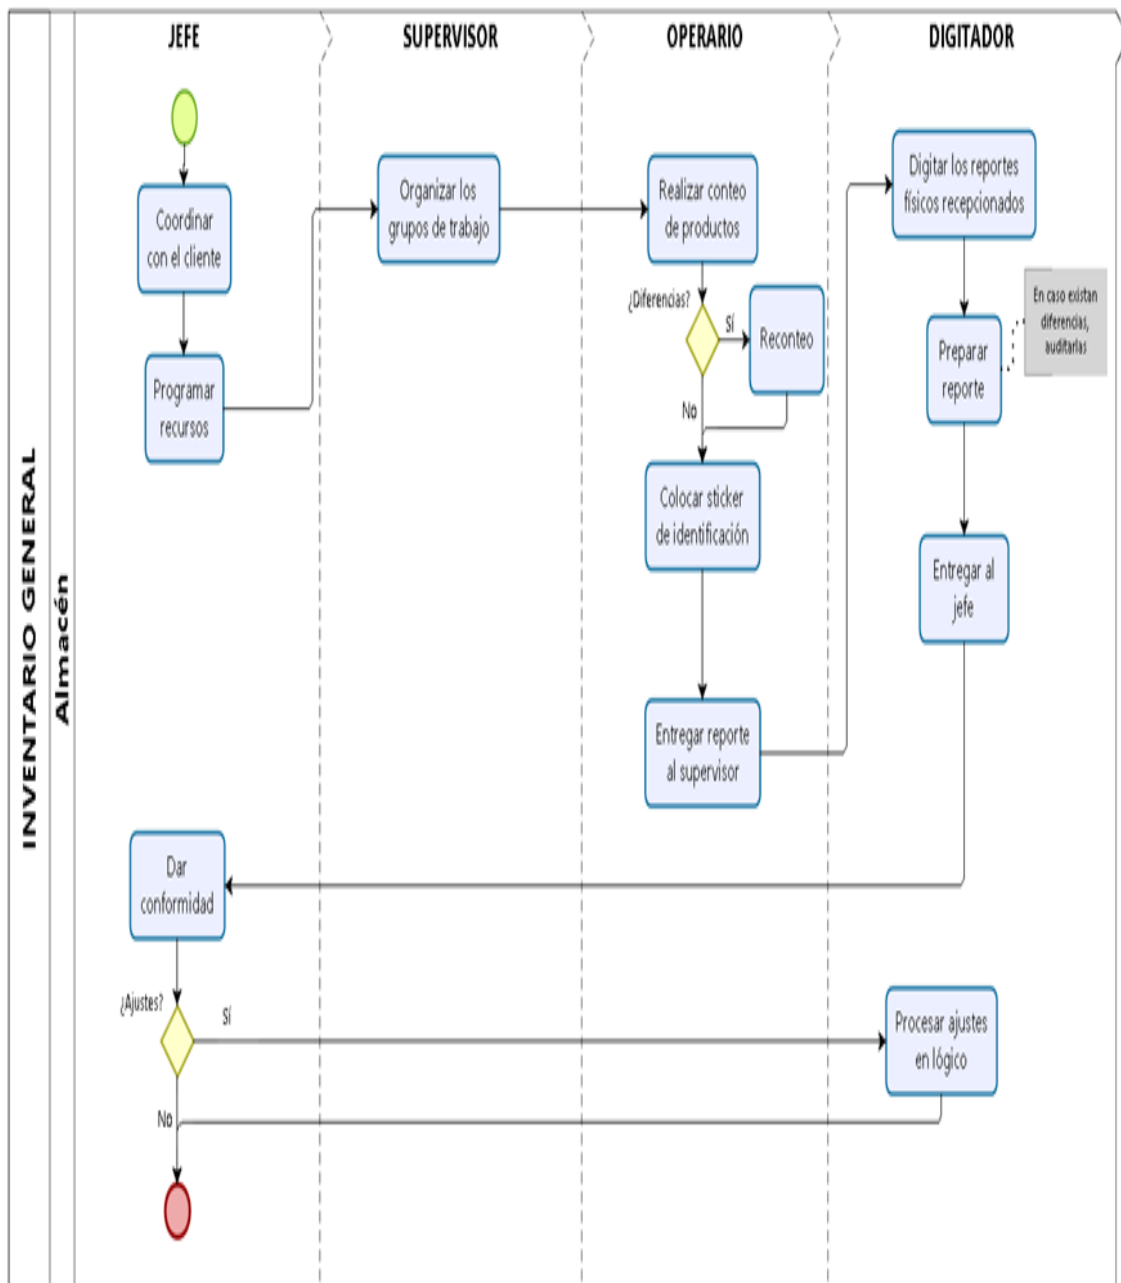 INVENTARIO GENERAL
Almacén
JEFE
SUPERVISOR
OPERARIO
DIGITADOR
Coordinar
con el cliente
Programar
recursos
Organizar los
grupos de trabajo
Realizar conteo
de productos
¿Diferencias?
Sí
Reconteo
No
Colocar sticker
de identificación
Entregar reporte
al supervisor
Digitar los reportes
físicos recepcionados
En caso existan
diferencias,
auditarlas
Preparar
reporte
Entregar al
jefe
Dar
conformidad
¿Ajustes?
Sí
Procesar ajustes
en lógico
No